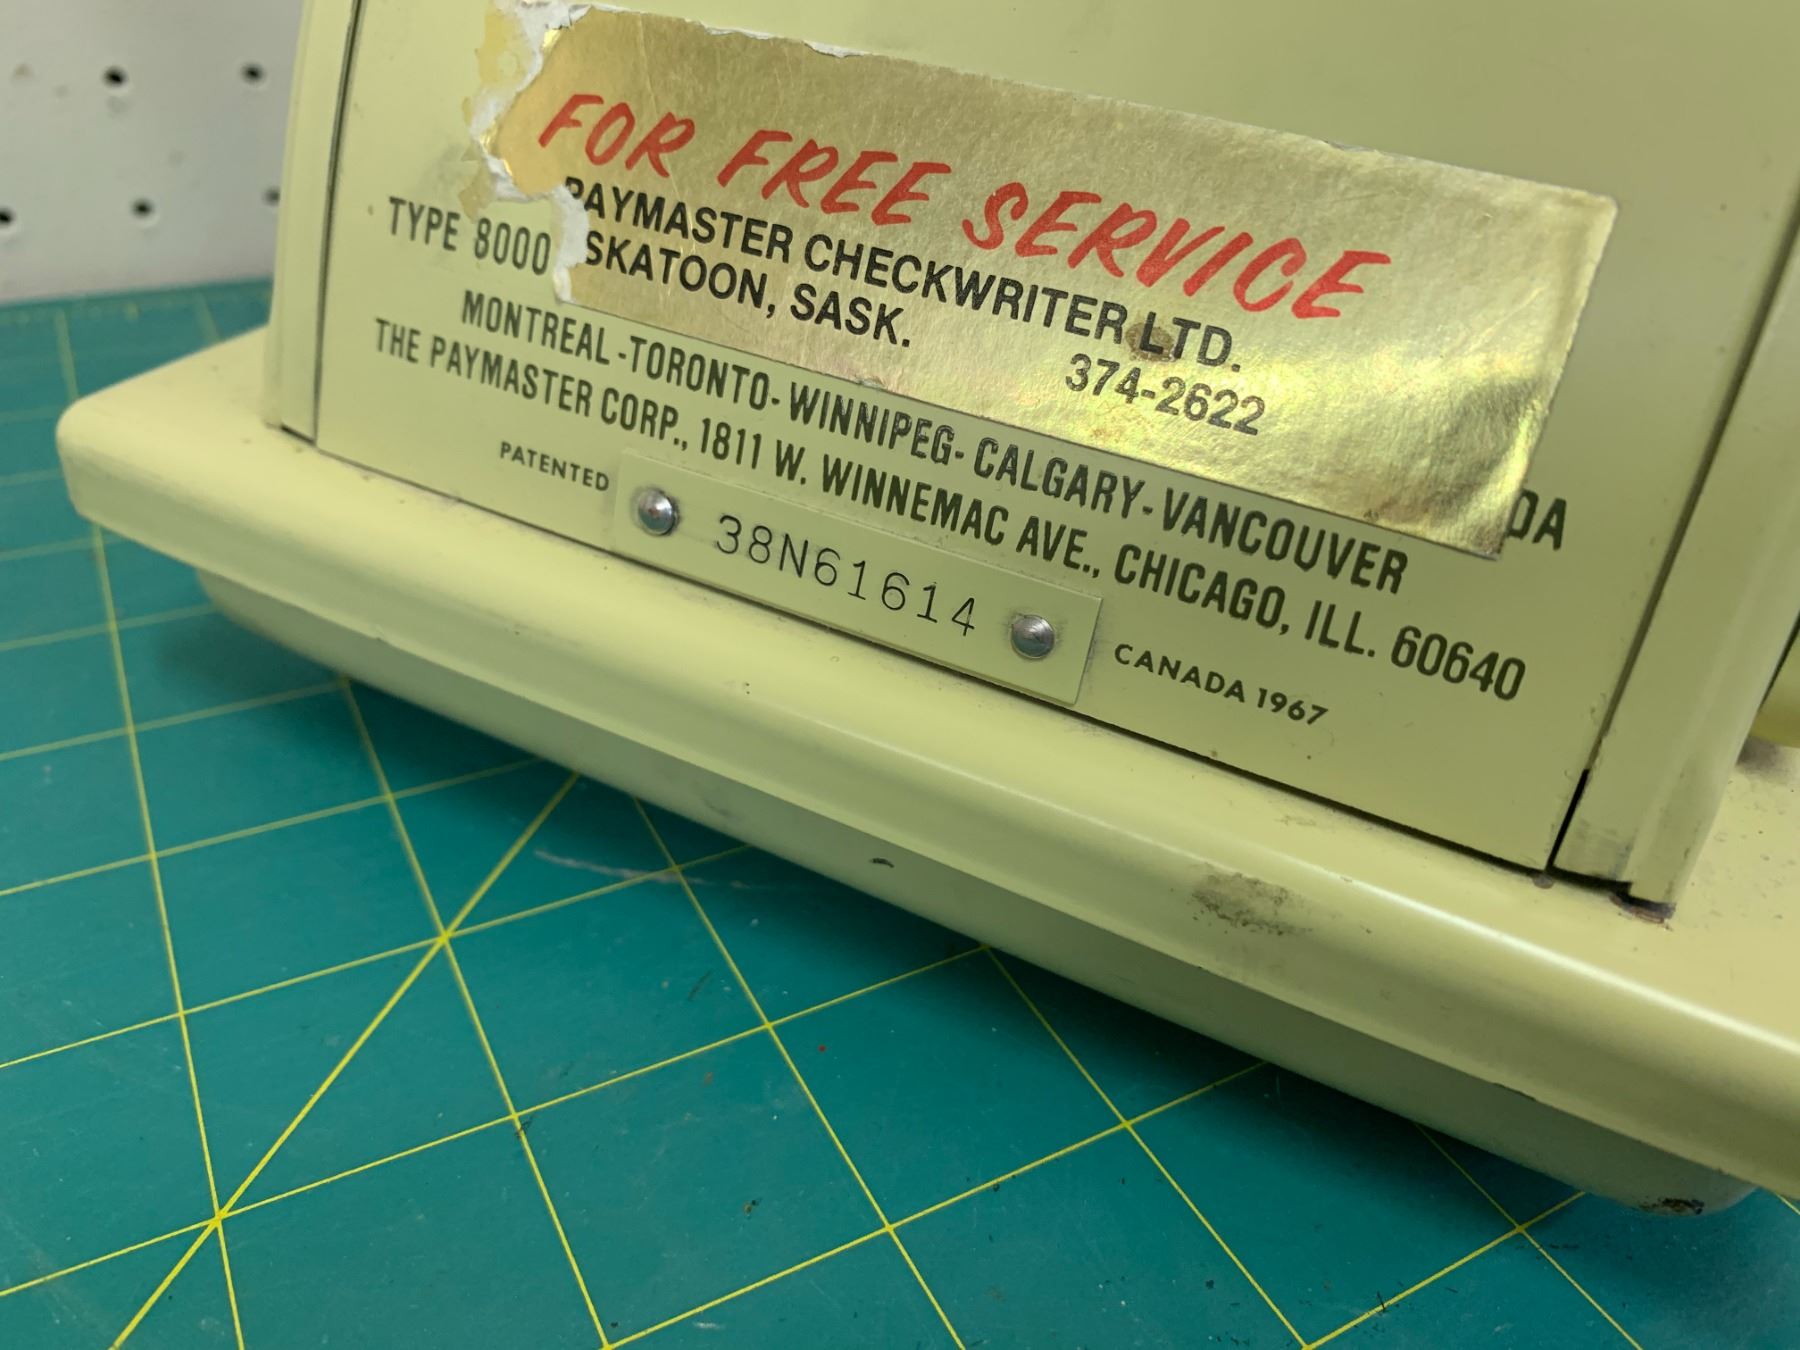 FOR FREE SERVICE
PAYMASTER CHECKWRITER LTD.
SKATOON, SASK.
374-2622
TYPE 8000
DA
MONTREAL-TORONTO-WINNIPEG-CALGARY-VANCOUVER
THE PAYMASTER CORP., 1811 W. WINNEMAC AVE., CHICAGO, ILL. 60640
PATENTED
38N61614
CANADA 1967